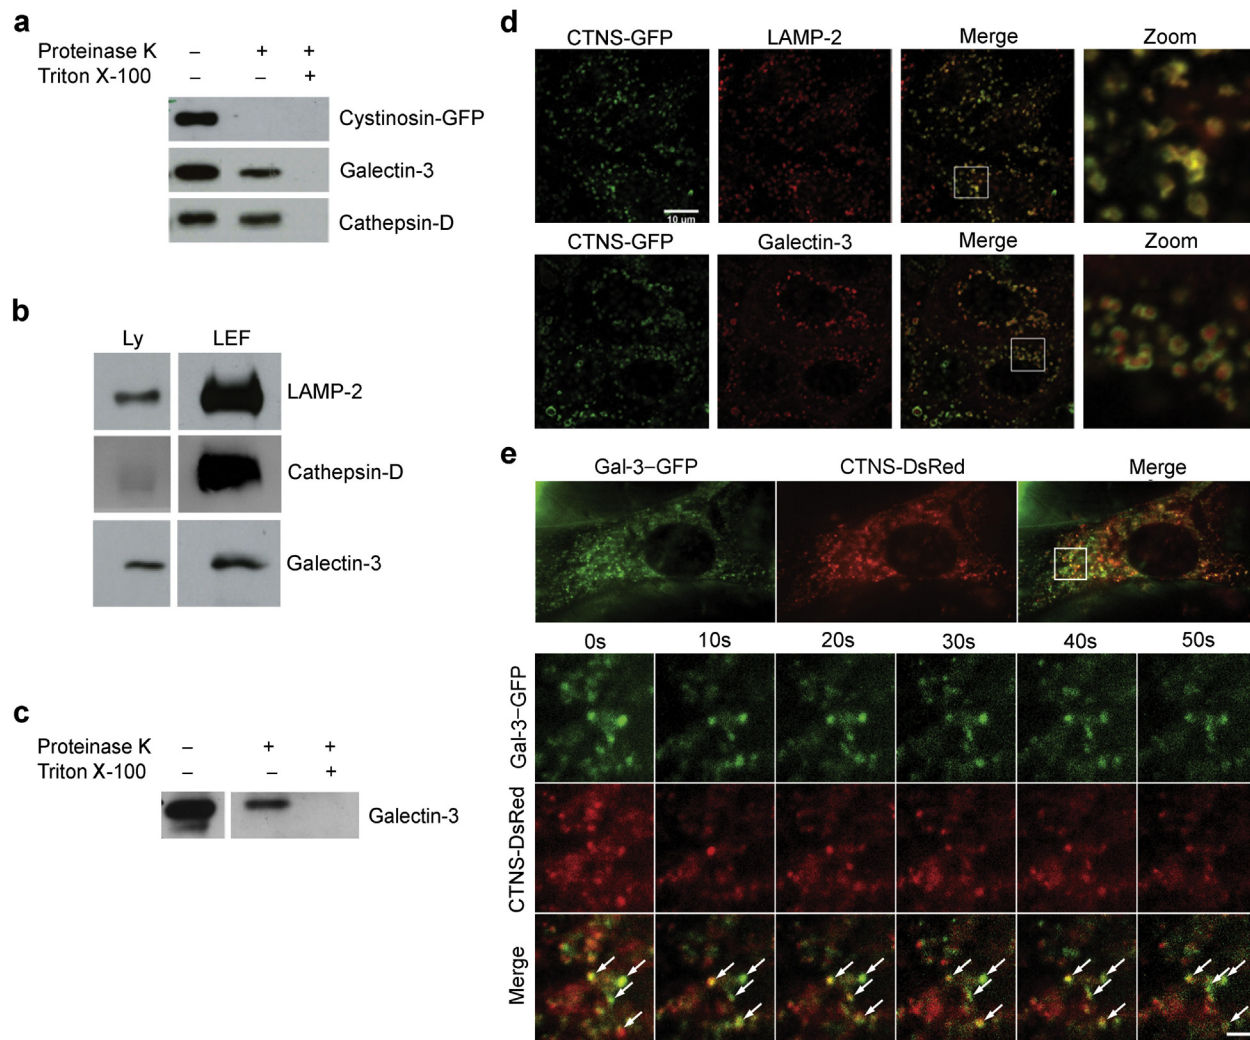 a
Proteinase K – + +
Triton X-100 – – +
Cystinosin-GFP
Galectin-3
Cathepsin-D
b
Ly LEF
LAMP-2
Cathepsin-D
Galectin-3
c
Proteinase K – + +
Triton X-100 – – +
Galectin-3
d
CTNS-GFP LAMP-2 Merge Zoom
10 µm
CTNS-GFP Galectin-3 Merge Zoom
e
Gal-3–GFP CTNS-DsRed Merge
0s 10s 20s 30s 40s 50s
Gal-3–GFP
CTNS-DsRed
Merge